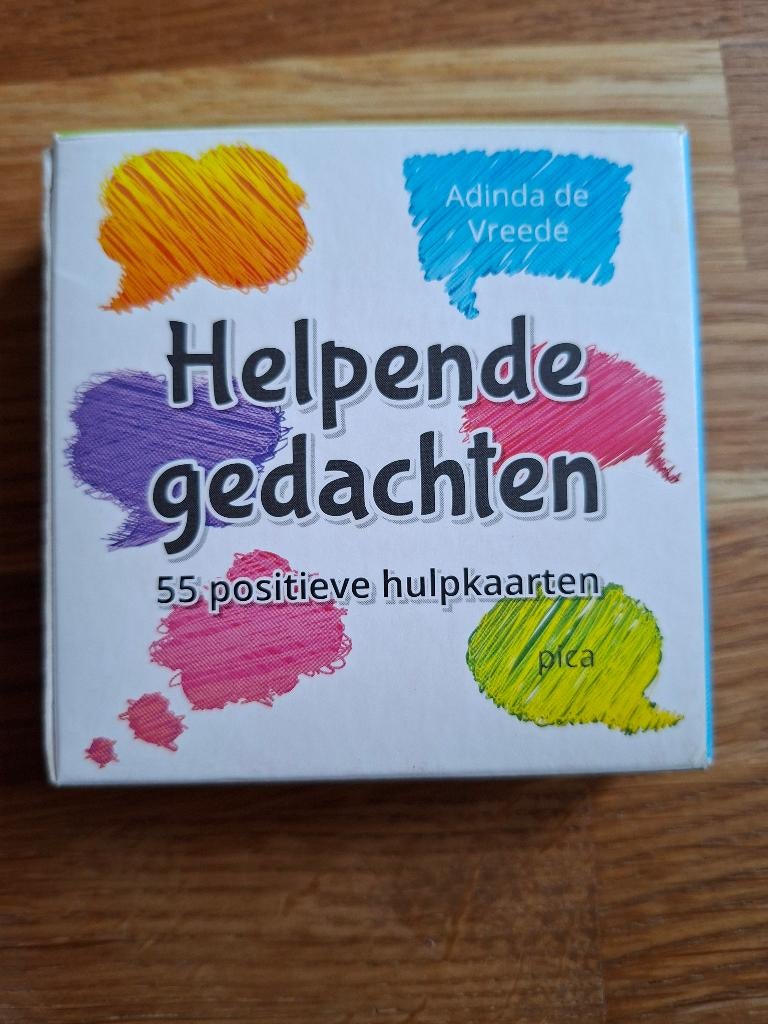 Adinda de
Vreede
Helpende
gedachten
55 positieve hulpkaarten
pica